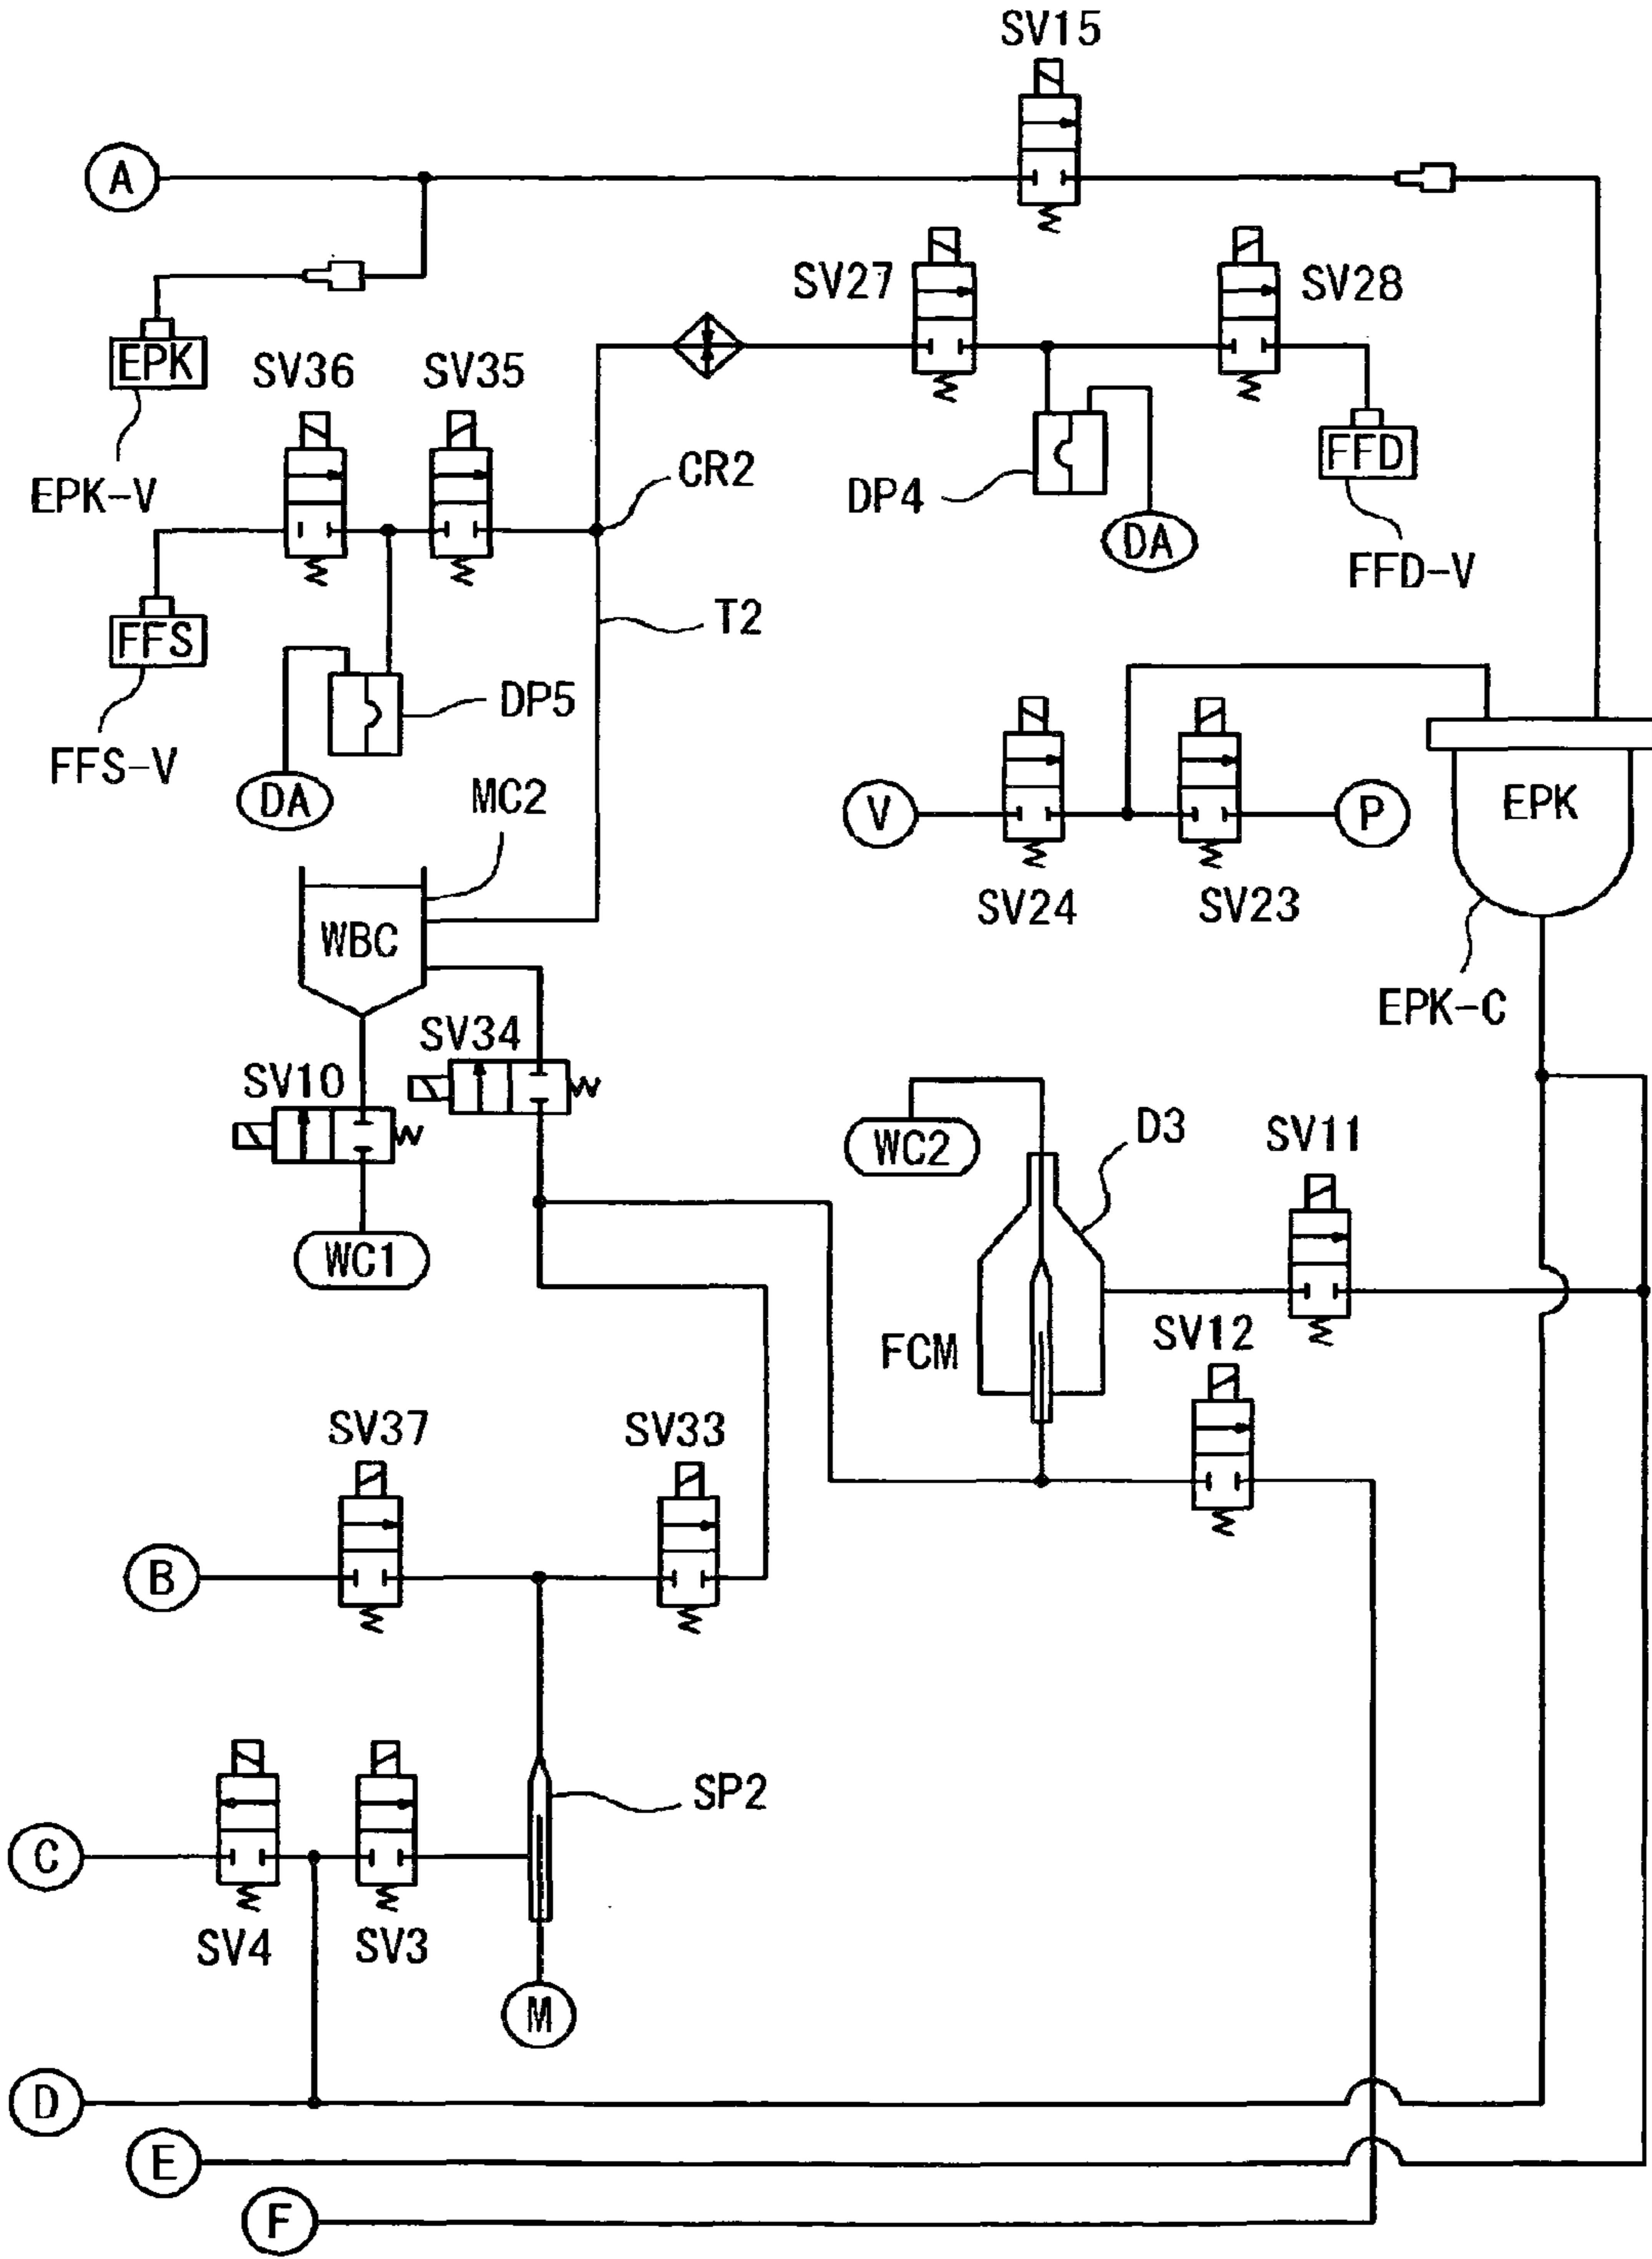 SV15
A
SV27
SV28
EPK
SV36
SV35
CR2
DP4
FFD
EPK-V
DA
FFD-V
T2
FFS
DP5
FFS-V
DA
MC2
V
P
EPK
SV24
SV23
WBC
EPK-C
SV34
SV10
WC2
D3
SV11
WC1
FCM
SV12
SV37
SV33
B
SP2
C
SV4
SV3
M
D
E
F